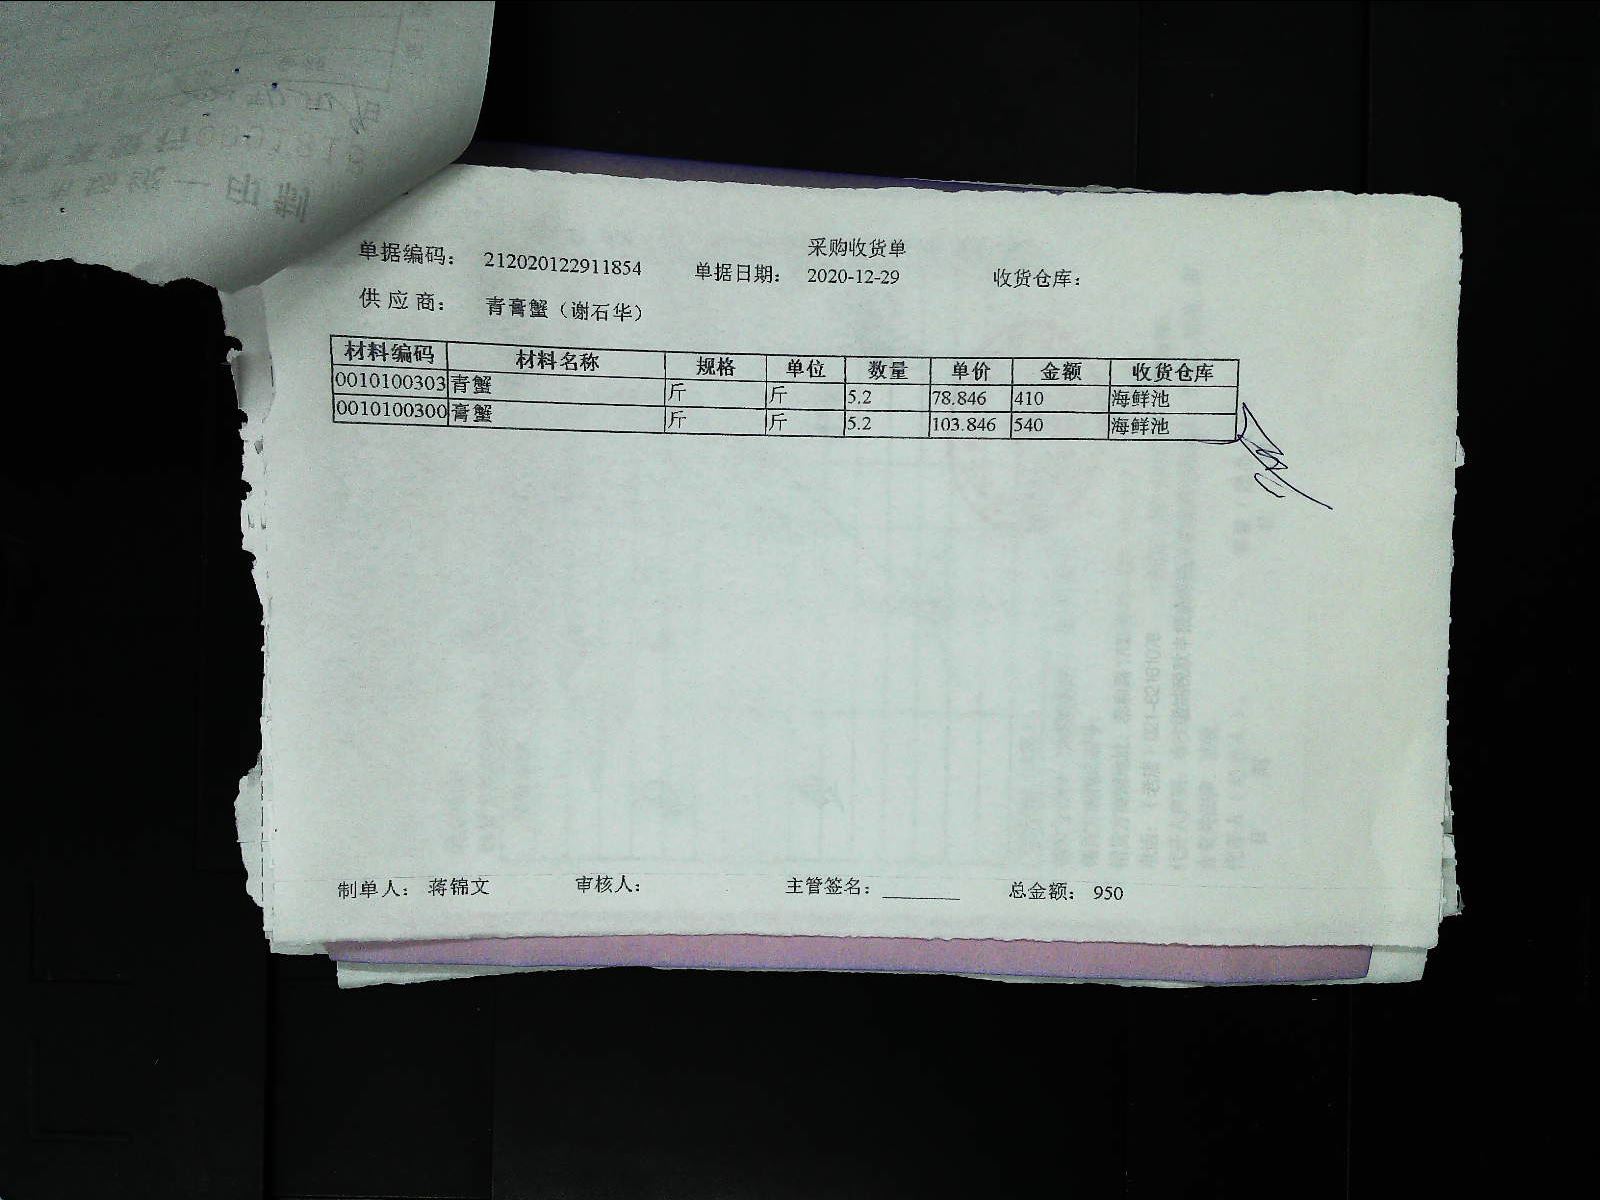 采购收货单
单据编码: 212020122911854 单据日期: 2020-12-29 收货仓库:
供应商: 青膏蟹（谢石华）
材料编码 材料名称 规格 单位 数量 单价 金额 收货仓库
0010100303 青蟹 斤 斤 5.2 78.846 410 海鲜池
0010100300 膏蟹 斤 斤 5.2 103.846 540 海鲜池
制单人: 蒋锦文 审核人: 主管签名: 总金额: 950